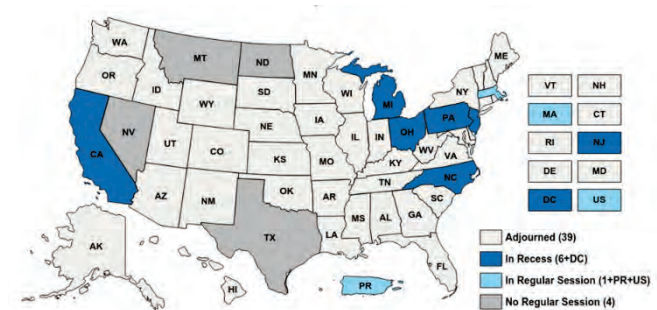 WA
MT
ND
MN
ME
OR
ID
WY
SD
WI
MI
NY
NV
UT
CO
NE
IA
IL
IN
OH
PA
CA
KS
MO
KY
WV
VA
AZ
NM
OK
AR
TN
NC
SC
TX
LA
MS
AL
GA
FL
AK
HI
PR
VT NH
MA CT
RI NJ
DE MD
DC US
Adjourned (39)
In Recess (6+DC)
In Regular Session (1+PR+US)
No Regular Session (4)